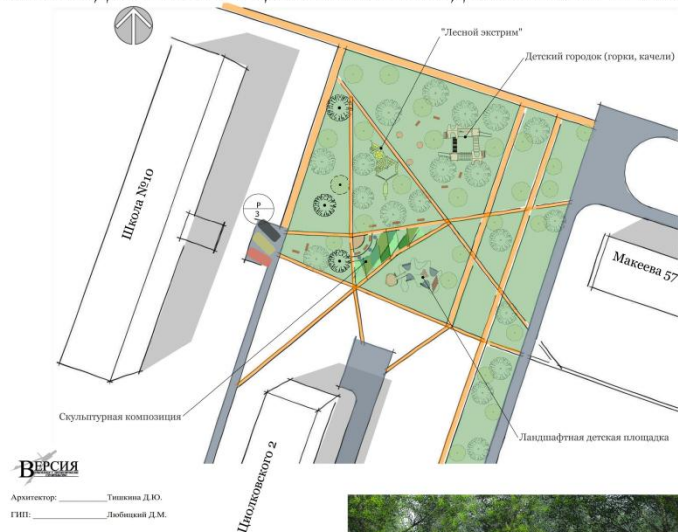 "Лесной экстрим"
Детский городок (горки, качели)
Школа №10
Р
3
Макеева 57
Скульптурная композиция
Ландшафтная детская площадка
Циолковского 2
ВЕРСИЯ
Архитектор: Тишкина Д.Ю.
ГИП: Любицкий Д.М.